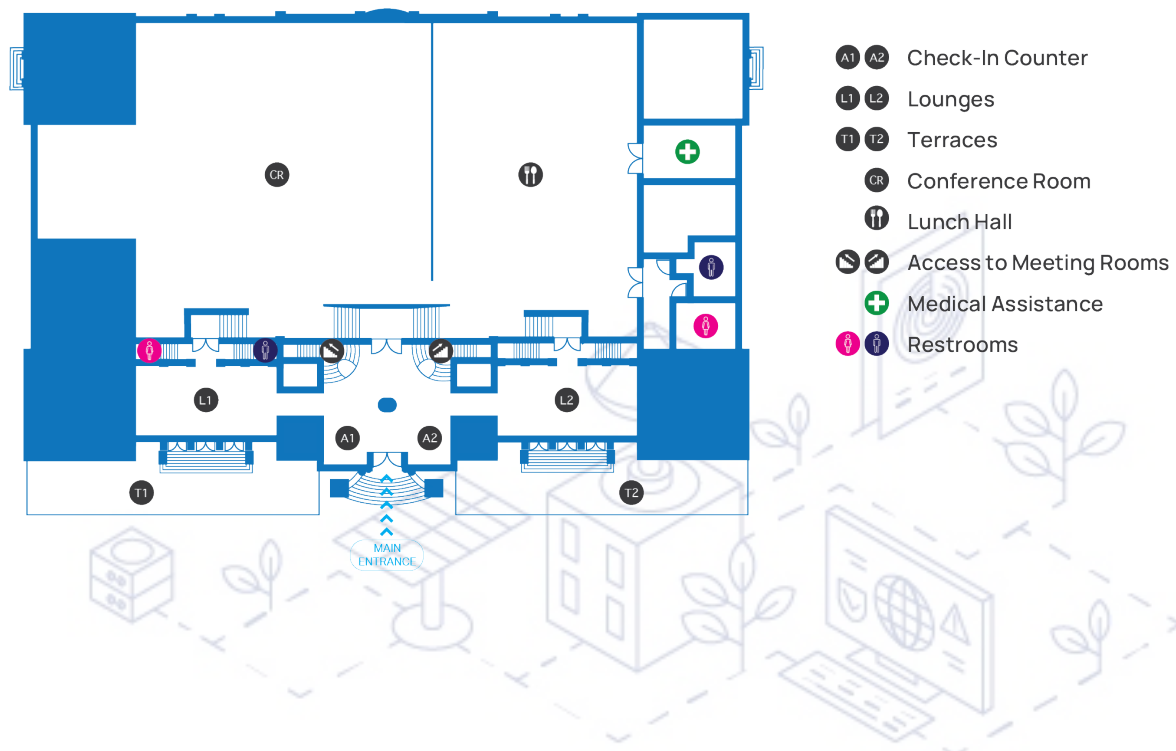 A1 A2 Check-In Counter
L1 L2 Lounges
T1 T2 Terraces
CR Conference Room
Lunch Hall
Access to Meeting Rooms
Medical Assistance
Restrooms
CR
L1
L2
A1
A2
T1
T2
MAIN
ENTRANCE